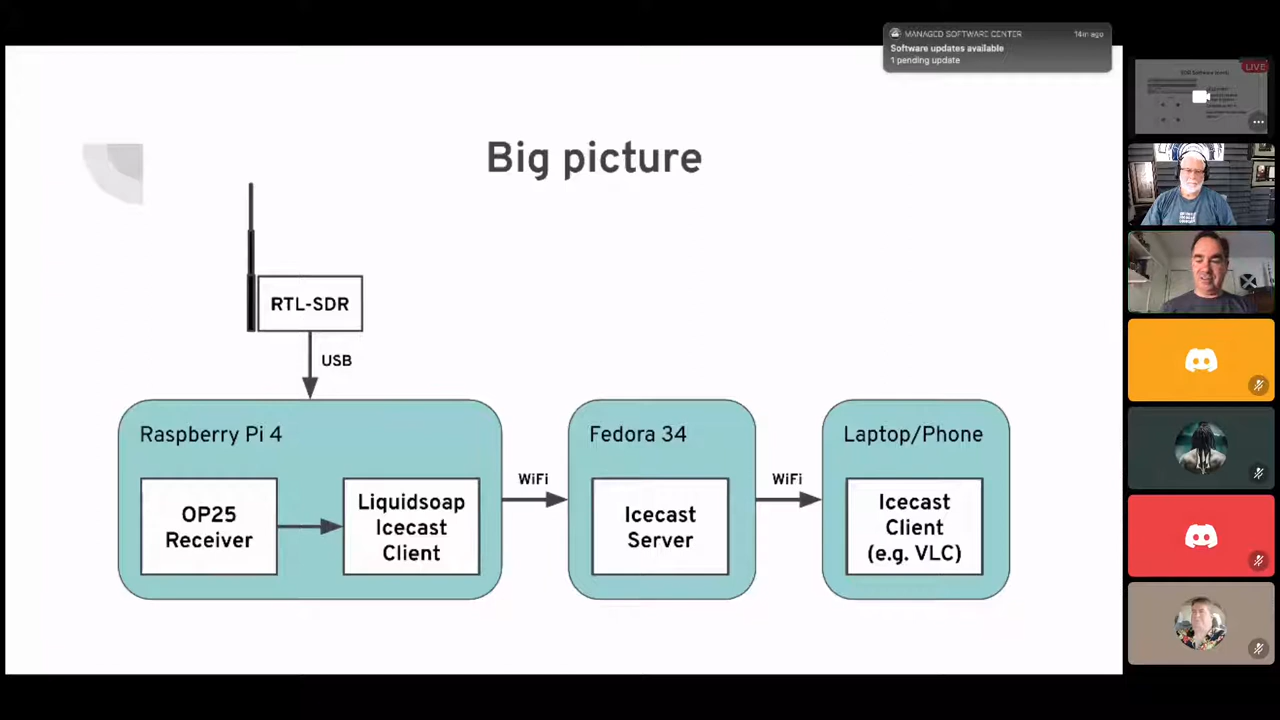 MANAGED SOFTWARE CENTER
14m ago
Software updates available
1 pending update
LIVE
Big picture
RTL-SDR
USB
Raspberry Pi 4
OP25
Receiver
Liquidsoap
Icecast
Client
WiFi
Fedora 34
Icecast
Server
WiFi
Laptop/Phone
Icecast
Client
(e.g. VLC)